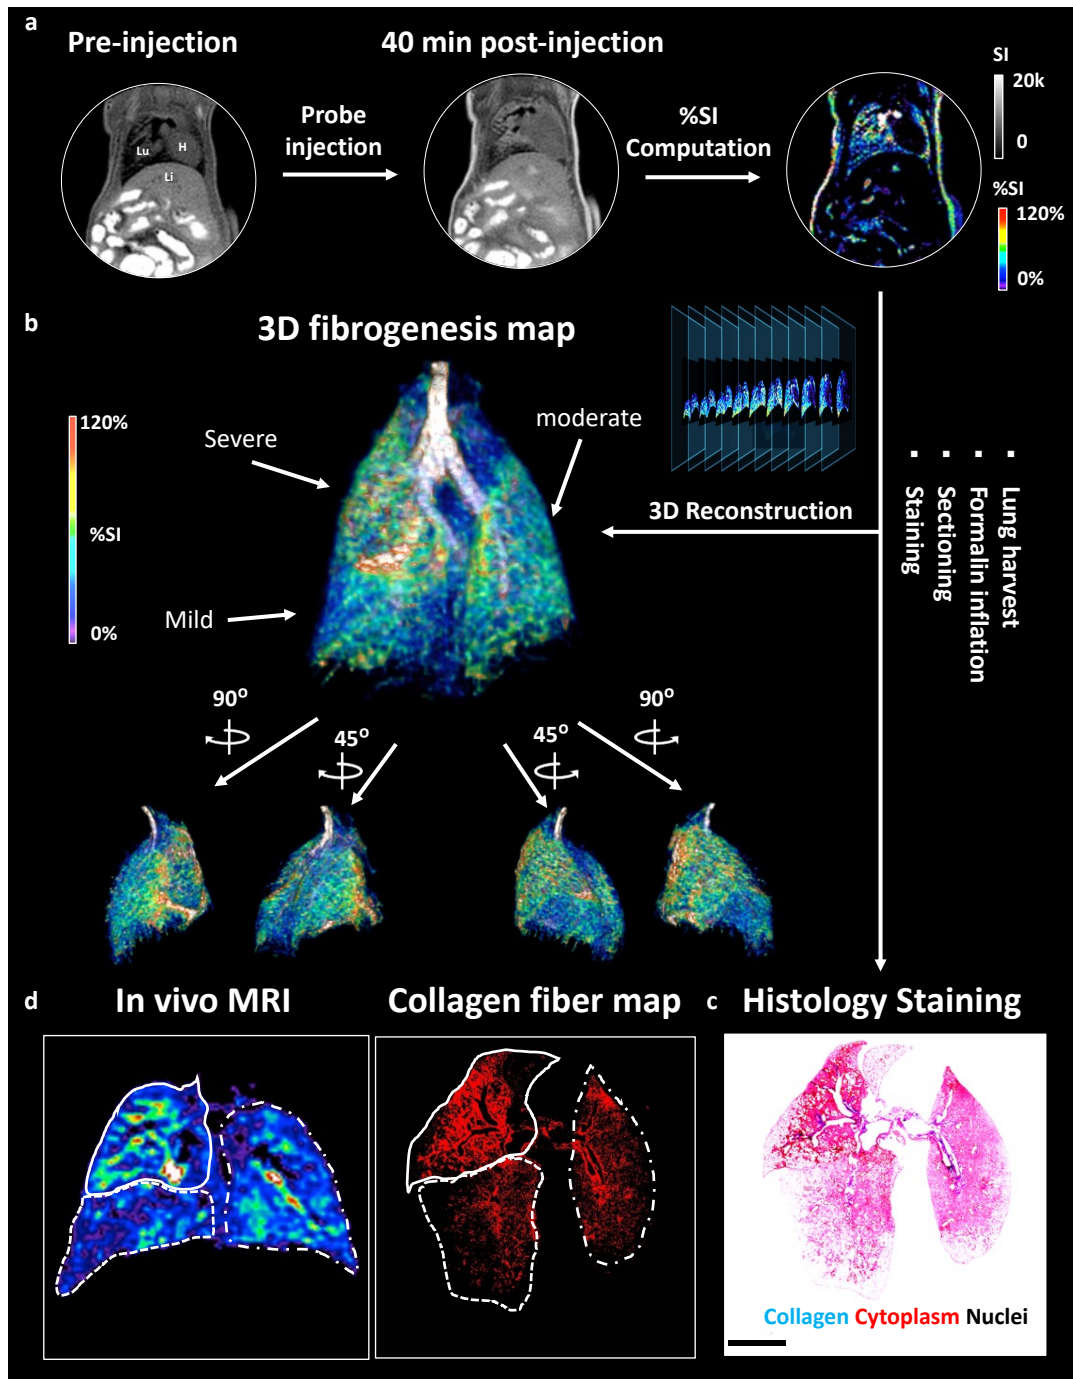 a
Pre-injection
40 min post-injection
Probe
injection
%SI
Computation
SI
20k
0
%SI
120%
0%
Lu
H
Li
b
3D fibrogenesis map
120%
%SI
0%
Severe
moderate
Mild
3D Reconstruction
▪ Lung harvest
▪ Formalin inflation
▪ Sectioning
▪ Staining
90°
45°
45°
90°
d
In vivo MRI
Collagen fiber map
c
Histology Staining
Collagen Cytoplasm Nuclei